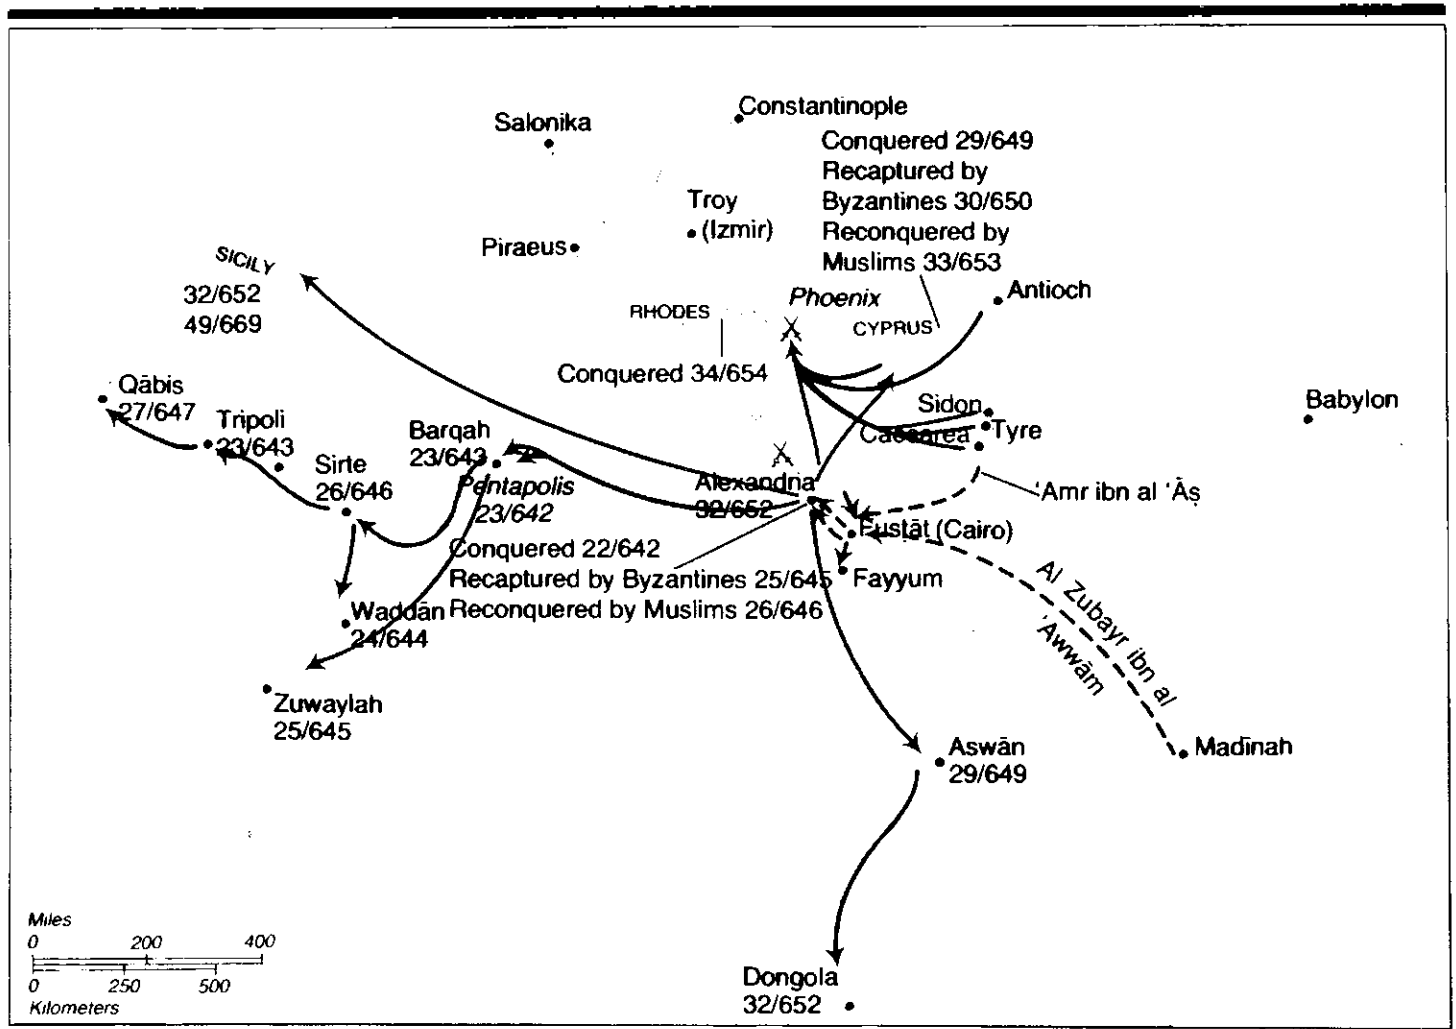 Constantinople
Salonika
Conquered 29/649
Recaptured by
Byzantines 30/650
Reconquered by
Muslims 33/653
Troy
(Izmir)
Piraeus
SICILY
32/652
49/669
Antioch
Phoenix
RHODES
CYPRUS
Conquered 34/654
Qābis
27/647
Tripoli
23/643
Sirte
26/646
Barqah
23/643
Pentapolis
23/642
Sidon
Tyre
Caesarea
Babylon
Alexandria
32/652
'Amr ibn al 'Āṣ
Fustāt (Cairo)
Fayyum
Conquered 22/642
Recaptured by Byzantines 25/645
Reconquered by Muslims 26/646
Waddān
24/644
Zuwaylah
25/645
Al Zubayr ibn al
'Awwām
Madīnah
Aswān
29/649
Dongola
32/652
Miles
0 200 400
0 250 500
Kilometers